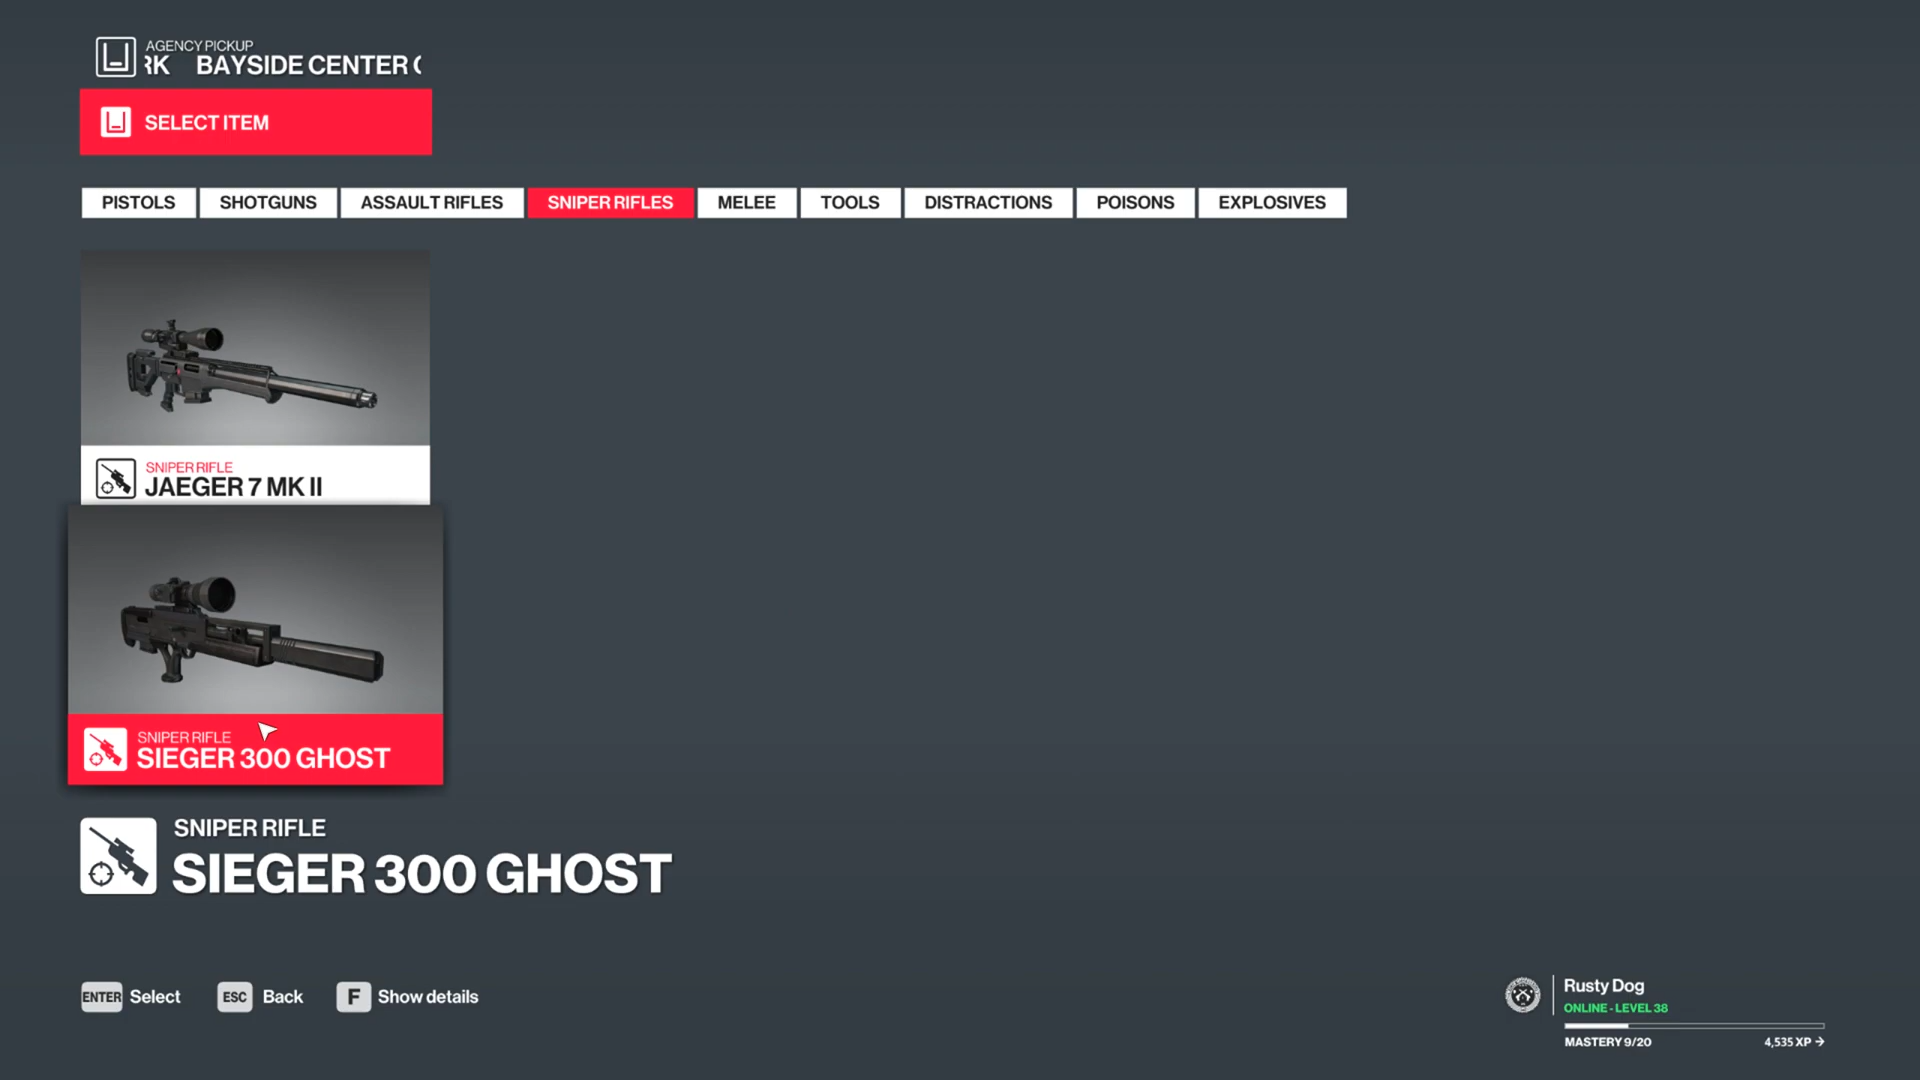 AGENCY PICKUP
RK BAYSIDE CENTER
SELECT ITEM
PISTOLS SHOTGUNS ASSAULT RIFLES SNIPER RIFLES MELEE TOOLS DISTRACTIONS POISONS EXPLOSIVES
SNIPER RIFLE
JAEGER 7 MK II
SNIPER RIFLE
SIEGER 300 GHOST
SNIPER RIFLE
SIEGER 300 GHOST
ENTER Select ESC Back F Show details
Rusty Dog
ONLINE - LEVEL 38
MASTERY 9/20 4,535 XP →